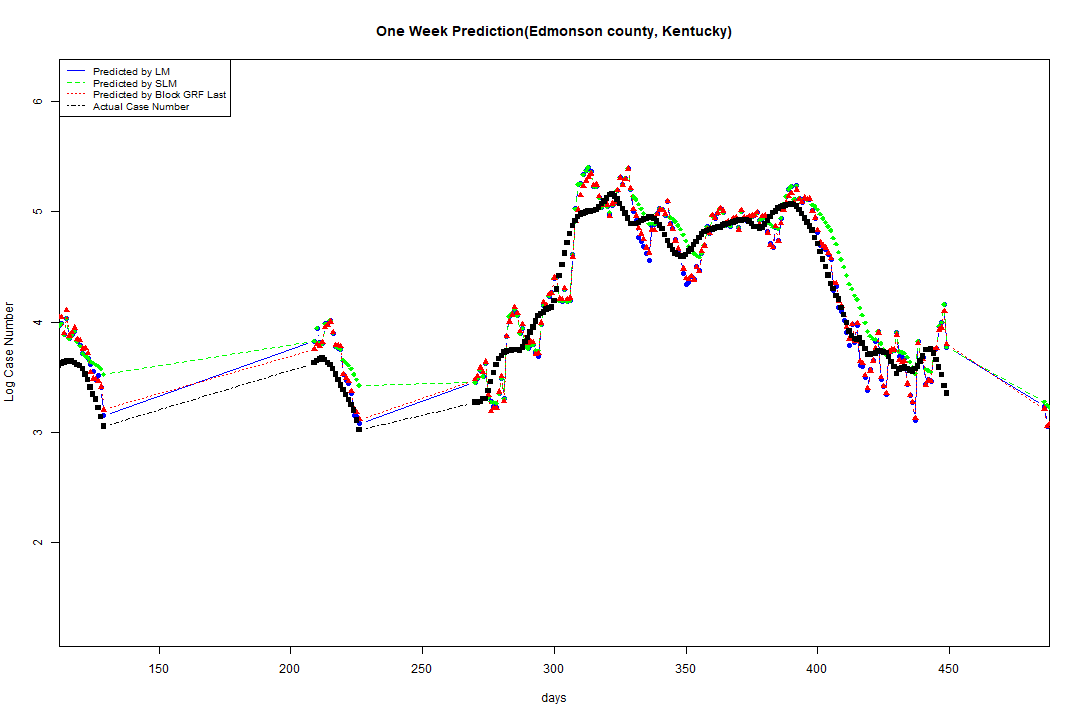 One Week Prediction(Edmonson county, Kentucky)
Predicted by LM
Predicted by SLM
Predicted by Block GRF Last
Actual Case Number
6
5
4
3
2
Log Case Number
150 200 250 300 350 400 450
days